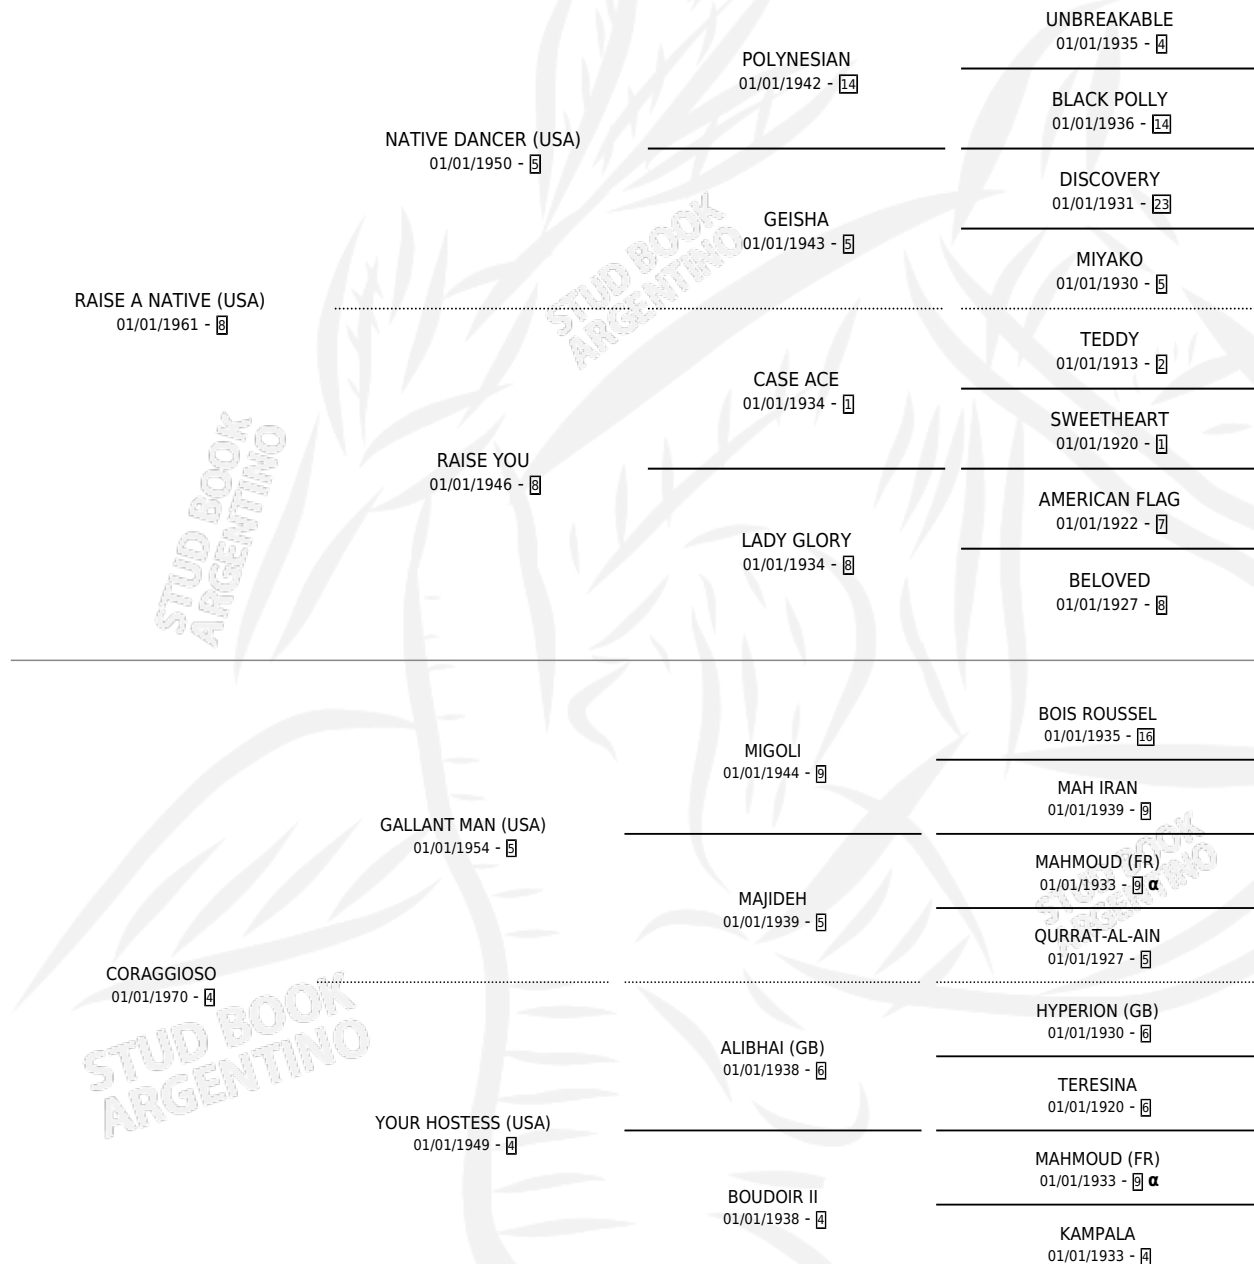 UNBREAKABLE
01/01/1935 - 4
POLYNESIAN
01/01/1942 - 14
BLACK POLLY
01/01/1936 - 14
NATIVE DANCER (USA)
01/01/1950 - 5
DISCOVERY
01/01/1931 - 23
GEISHA
01/01/1943 - 5
MIYAKO
01/01/1930 - 5
RAISE A NATIVE (USA)
01/01/1961 - 8
TEDDY
01/01/1913 - 2
CASE ACE
01/01/1934 - 1
SWEETHEART
01/01/1920 - 1
RAISE YOU
01/01/1946 - 8
AMERICAN FLAG
01/01/1922 - 7
LADY GLORY
01/01/1934 - 8
BELOVED
01/01/1927 - 8
BOIS ROUSSEL
01/01/1935 - 16
MIGOLI
01/01/1944 - 9
MAH IRAN
01/01/1939 - 9
GALLANT MAN (USA)
01/01/1954 - 5
MAHMOUD (FR)
01/01/1933 - 9 α
MAJIDEH
01/01/1939 - 5
QURRAT-AL-AIN
01/01/1927 - 5
CORAGGIOSO
01/01/1970 - 4
HYPERION (GB)
01/01/1930 - 6
ALIBHAI (GB)
01/01/1938 - 6
TERESINA
01/01/1920 - 6
YOUR HOSTESS (USA)
01/01/1949 - 4
MAHMOUD (FR)
01/01/1933 - 9 α
BOUDOIR II
01/01/1938 - 4
KAMPALA
01/01/1933 - 4
STUD BOOK
ARGENTINO
STUD BOOK
ARGENTINO
STUD BOOK
ARGENTINO
STUD BOOK
ARGENTINO